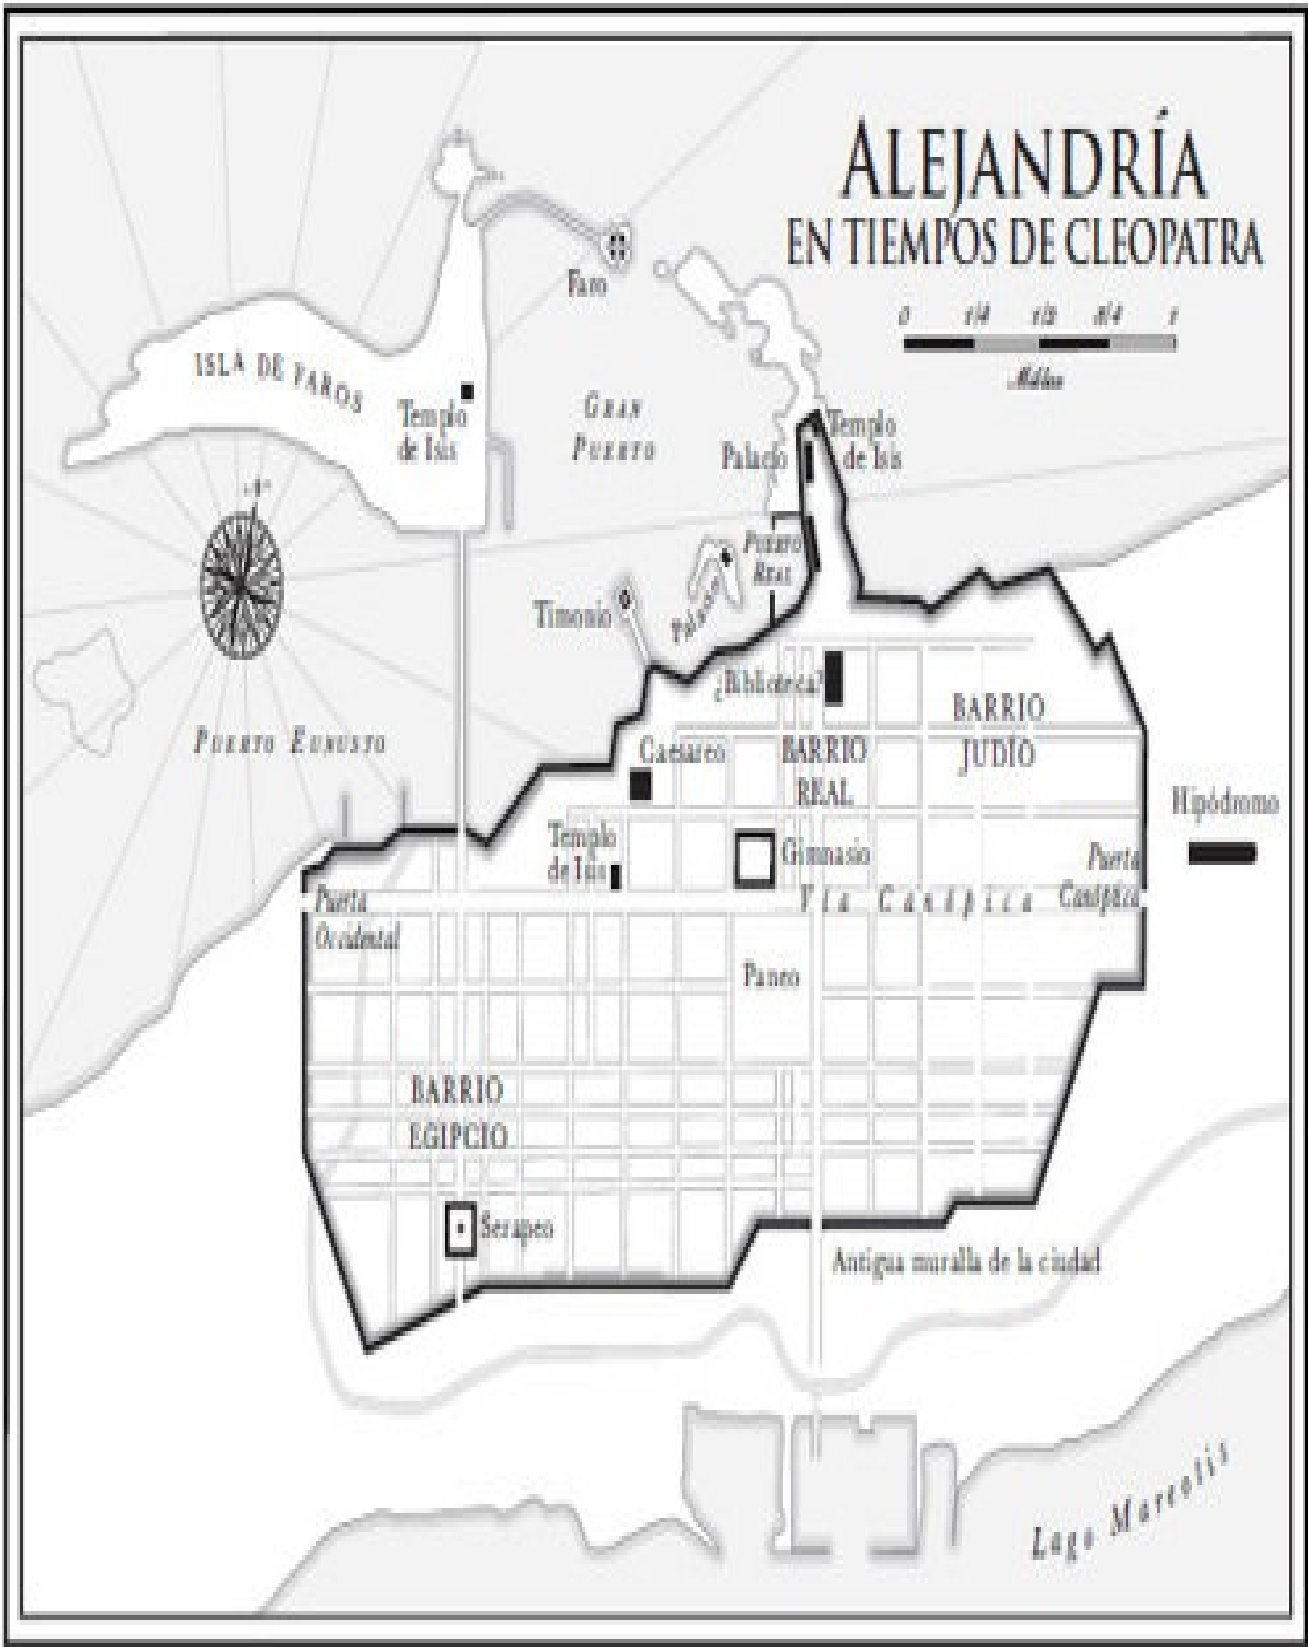 ALEJANDRÍA
EN TIEMPOS DE CLEOPATRA
0 1/4 1/2 3/4 1
Millas
Faro
ISLA DE FAROS
Templo
de Isis
GRAN
PUERTO
Templo
de Isis
Palacio
PUERTO
REAL
Palacio
Timonio
¿Biblioteca?
PUERTO EUNOSTO
BARRIO
JUDÍO
Caesareo
BARRIO
REAL
Hipódromo
Templo
de Isis
Gimnasio
Puerta
Canóptica
Vía Canópica
Puerta
Occidental
Paneo
BARRIO
EGIPCIO
Serapeo
Antigua muralla de la ciudad
Lago Mareotis